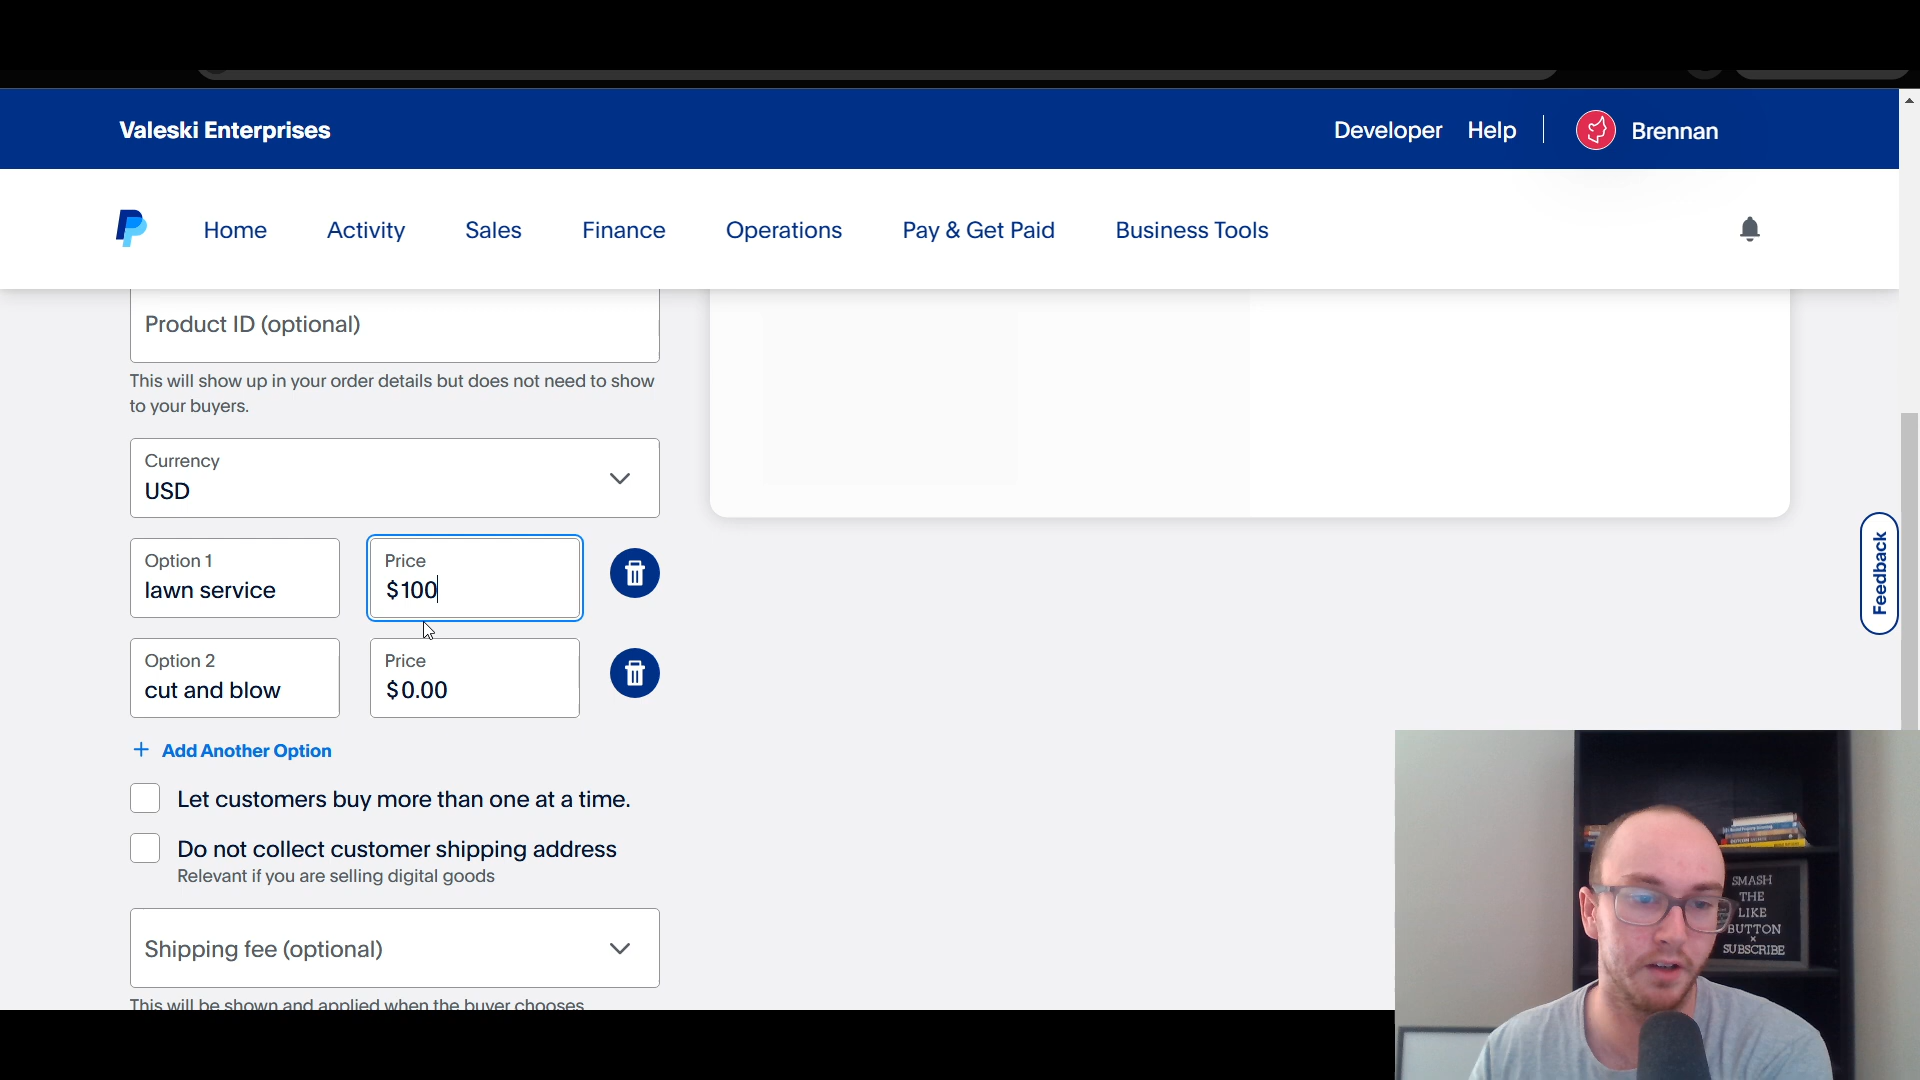 Valeski Enterprises
Developer Help Brennan
Home Activity Sales Finance Operations Pay & Get Paid Business Tools
Product ID (optional)
This will show up in your order details but does not need to show
to your buyers.
Currency
USD
Option 1 Price
lawn service $100
Option 2 Price
cut and blow $0.00
+ Add Another Option
Let customers buy more than one at a time.
Do not collect customer shipping address
Relevant if you are selling digital goods
Shipping fee (optional)
This will be shown and applied when the buyer chooses
Feedback
SMASH
THE
LIKE
BUTTON
×
SUBSCRIBE